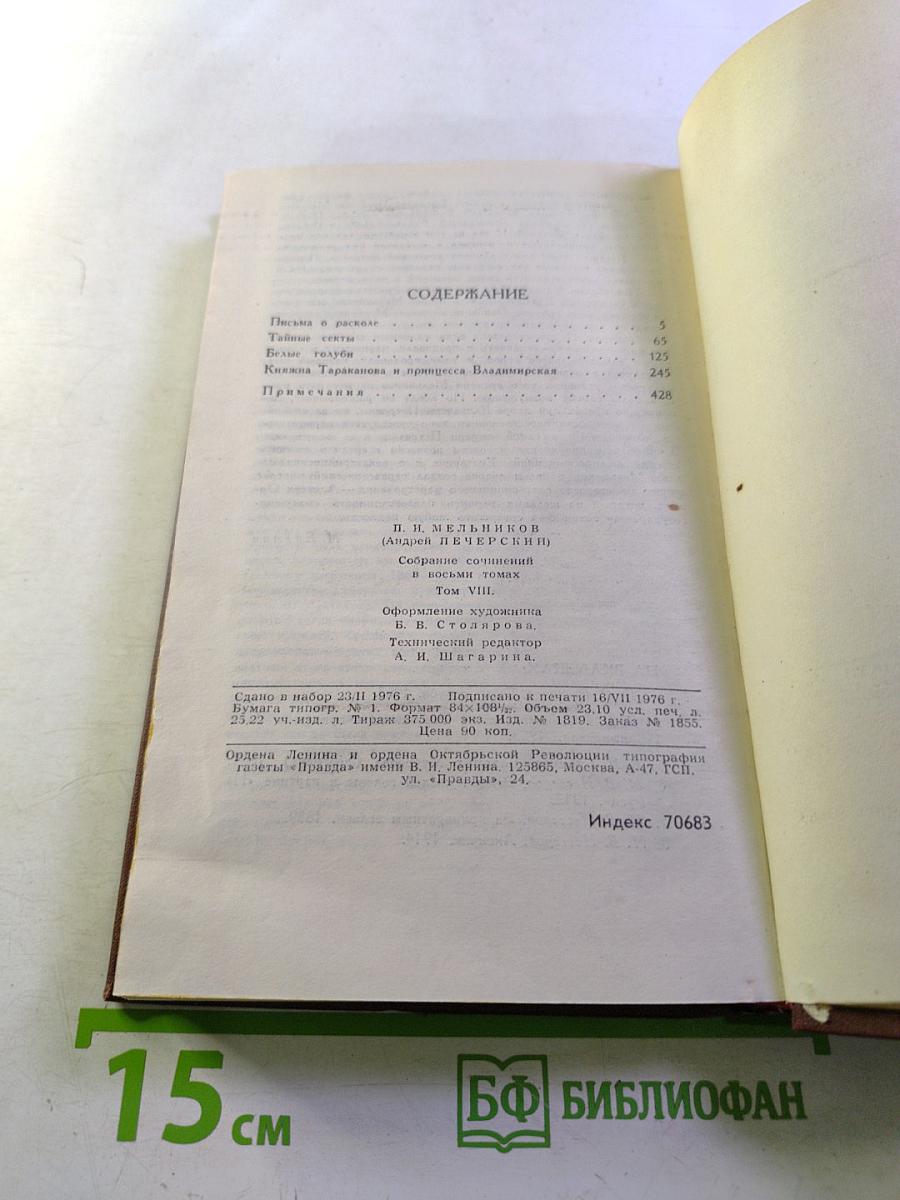 СОДЕРЖАНИЕ
Письма о расколе . . . . . . . . . . . . . . . . 5
Тайные секты . . . . . . . . . . . . . . . . . 65
Белые голуби . . . . . . . . . . . . . . . . . 125
Княжна Тараканова и принцесса Владимирская . . . . . 245
Примечания . . . . . . . . . . . . . . . . . 428
П. И. МЕЛЬНИКОВ
(Андрей ПЕЧЕРСКИЙ)
Собрание сочинений
в восьми томах
Том VIII.
Оформление художника
Б. В. Столярова.
Технический редактор
А. И. Шагарина.
Сдано в набор 23/II 1976 г. Подписано к печати 16/VII 1976 г.
Бумага типогр. № 1. Формат 84×108¹/₃₂. Объем 23,10 усл. печ. л.
25,22 уч.-изд. л. Тираж 375 000 экз. Изд. № 1819. Заказ № 1855.
Цена 90 коп.
Ордена Ленина и ордена Октябрьской Революции типография
газеты «Правда» имени В. И. Ленина. 125865, Москва, А-47, ГСП,
ул. «Правды», 24.
Индекс 70683
15 см
БФ БИБЛИОФАН